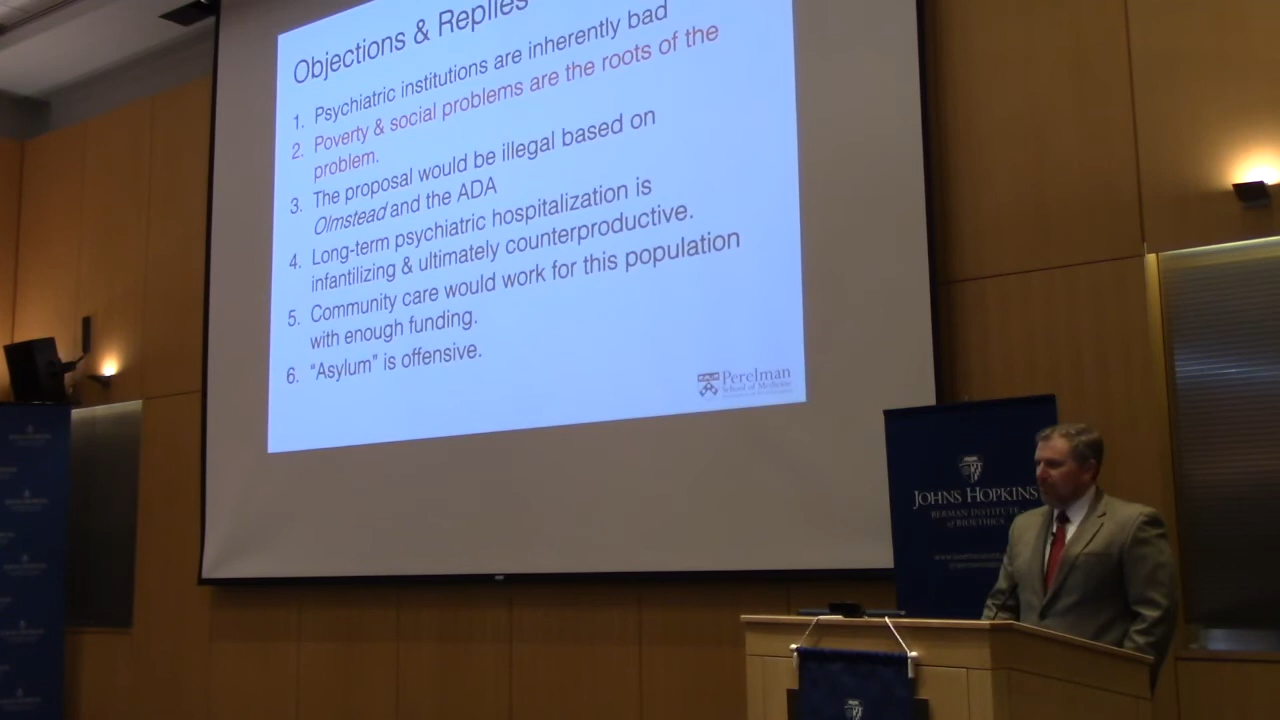 Objections & Replies
1. Psychiatric institutions are inherently bad
2. Poverty & social problems are the roots of the
problem.
3. The proposal would be illegal based on
Olmstead and the ADA
4. Long-term psychiatric hospitalization is
infantilizing & ultimately counterproductive.
5. Community care would work for this population
with enough funding.
6. "Asylum" is offensive.
Perelman
School of Medicine
JOHNS HOPKINS
BERMAN INSTITUTE
of BIOETHICS